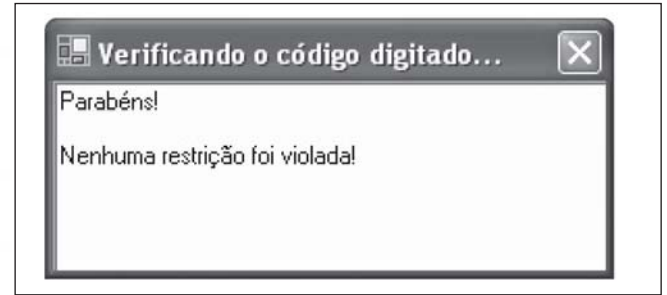 Verificando o código digitado...
Parabéns!
Nenhuma restrição foi violada!